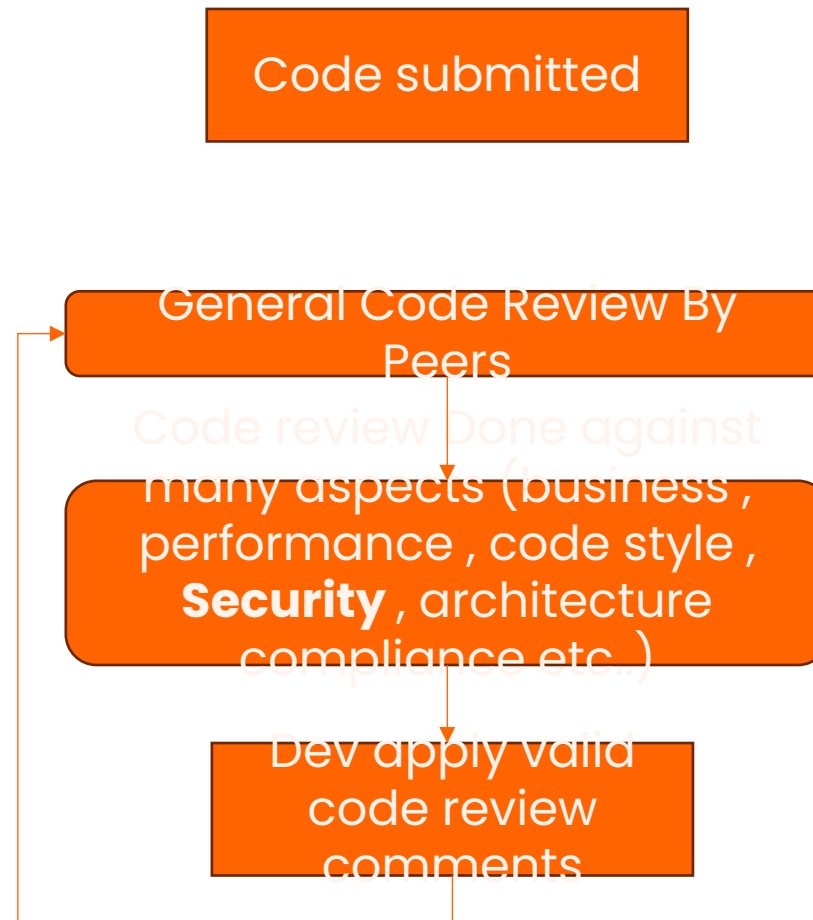 Code submitted
General Code Review By
Peers
Code review Done against
many aspects (business ,
performance , code style ,
Security , architecture
compliance etc..)
Dev apply valid
code review
comments